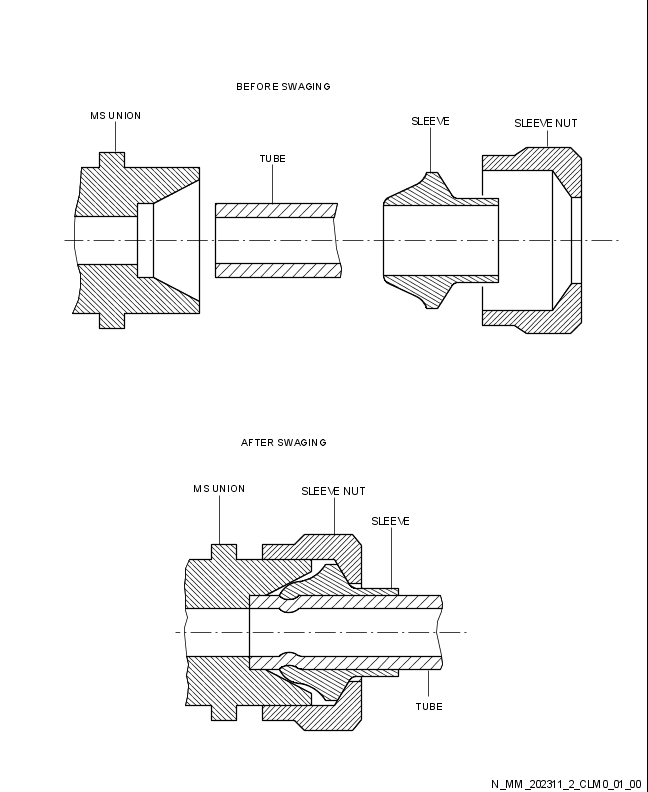 BEFORE SWAGING
MS UNION
SLEEVE
SLEEVE NUT
TUBE
AFTER SWAGING
MS UNION
SLEEVE NUT
SLEEVE
TUBE
N_MM_202311_2_CLM0_01_00